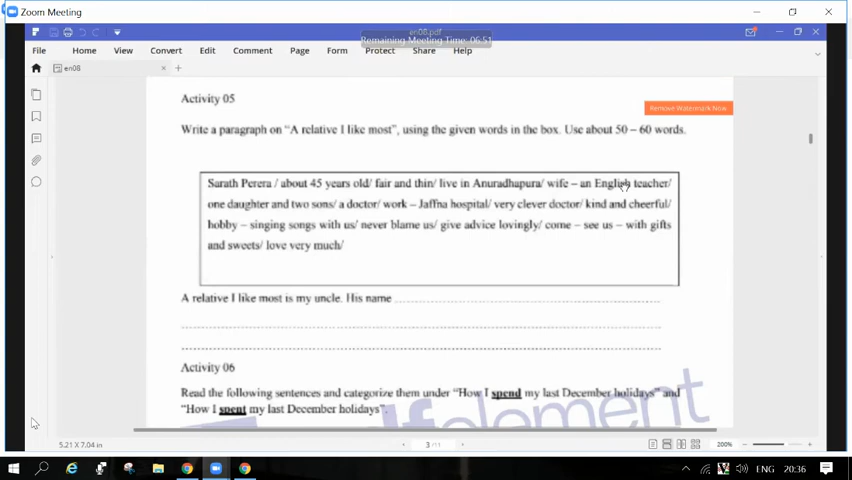 Zoom Meeting
en08.pdf
Remaining Meeting Time: 06:51
File Home View Convert Edit Comment Page Form Protect Share Help
en08
Activity 05
Remove Watermark Now
Write a paragraph on "A relative I like most", using the given words in the box. Use about 50 – 60 words.
Sarath Perera / about 45 years old/ fair and thin/ live in Anuradhapura/ wife – an English teacher/
one daughter and two sons/ a doctor/ work – Jaffna hospital/ very clever doctor/ kind and cheerful/
hobby – singing songs with us/ never blame us/ give advice lovingly/ come – see us – with gifts
and sweets/ love very much/
A relative I like most is my uncle. His name
Activity 06
Read the following sentences and categorize them under "How I spend my last December holidays" and
"How I spent my last December holidays".
element
5.21 x 7.04 in
3 /11
200%
ENG 20:36